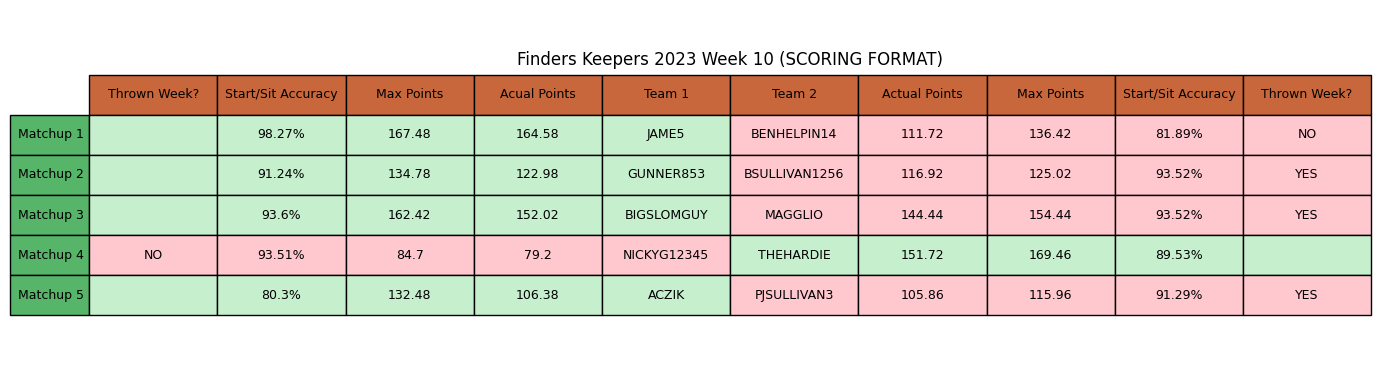 Finders Keepers 2023 Week 10 (SCORING FORMAT)
Thrown Week? Start/Sit Accuracy Max Points Acual Points Team 1 Team 2 Actual Points Max Points Start/Sit Accuracy Thrown Week?
Matchup 1 98.27% 167.48 164.58 JAME5 BENHELPIN14 111.72 136.42 81.89% NO
Matchup 2 91.24% 134.78 122.98 GUNNER853 BSULLIVAN1256 116.92 125.02 93.52% YES
Matchup 3 93.6% 162.42 152.02 BIGSLOMGUY MAGGLIO 144.44 154.44 93.52% YES
Matchup 4 NO 93.51% 84.7 79.2 NICKYG12345 THEHARDIE 151.72 169.46 89.53%
Matchup 5 80.3% 132.48 106.38 ACZIK PJSULLIVAN3 105.86 115.96 91.29% YES